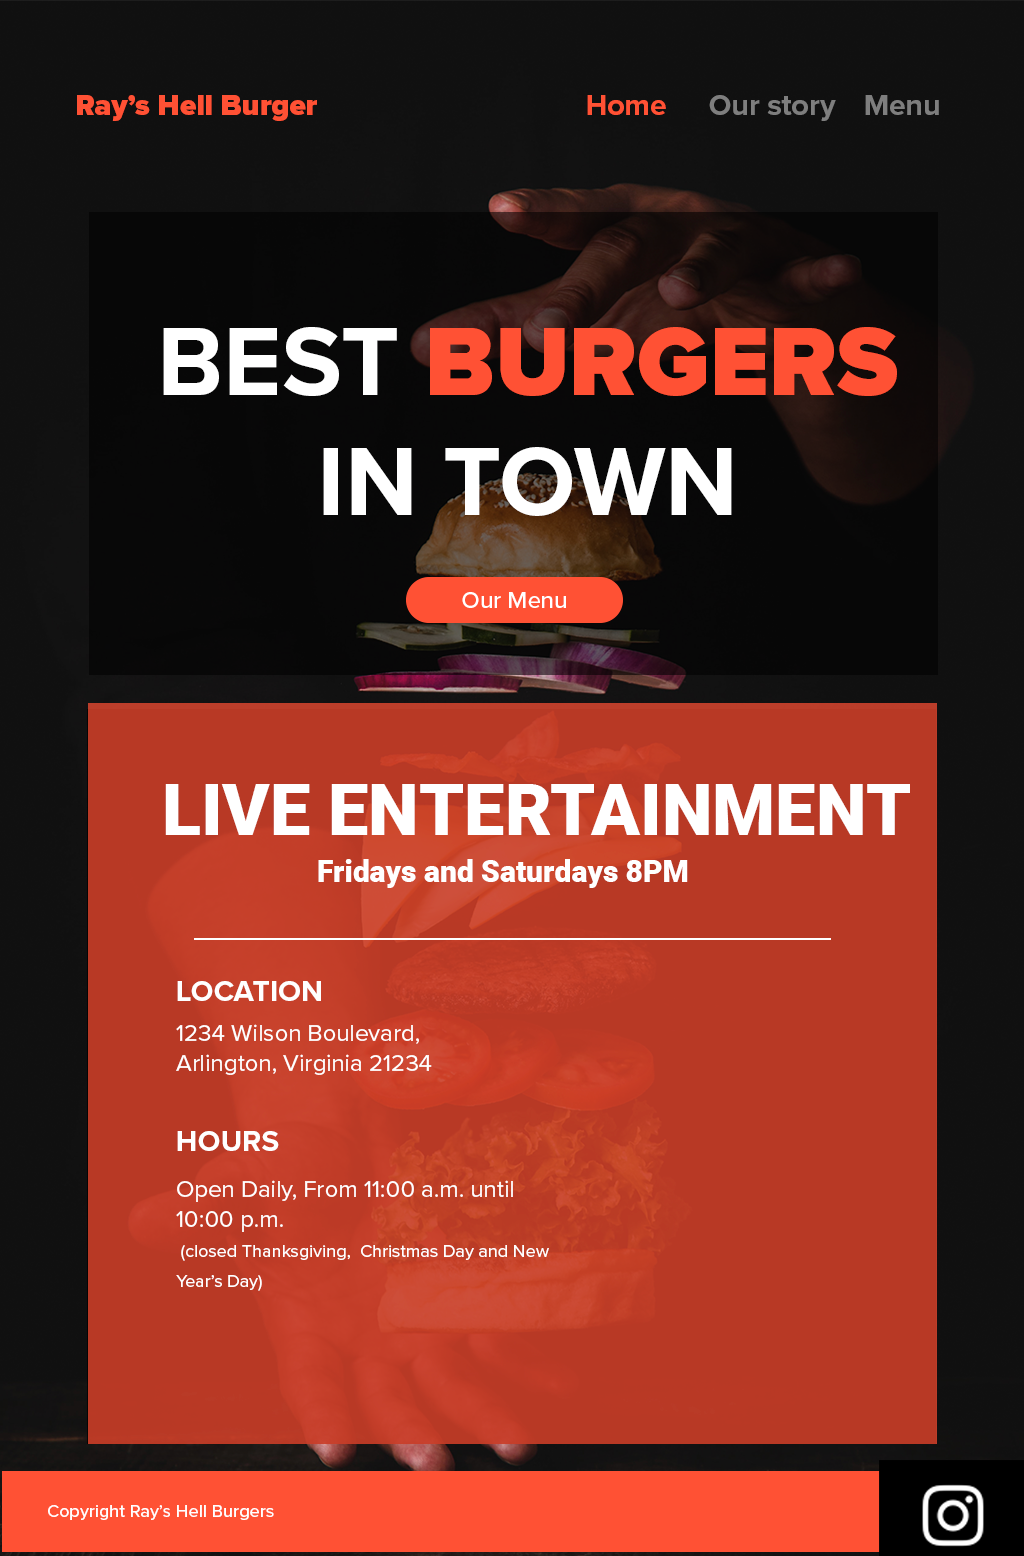 Ray’s Hell Burger Home Our story Menu
BEST BURGERS
IN TOWN
Our Menu
LIVE ENTERTAINMENT
Fridays and Saturdays 8PM
LOCATION
1234 Wilson Boulevard,
Arlington, Virginia 21234
HOURS
Open Daily, From 11:00 a.m. until
10:00 p.m.
(closed Thanksgiving, Christmas Day and New
Year’s Day)
Copyright Ray’s Hell Burgers